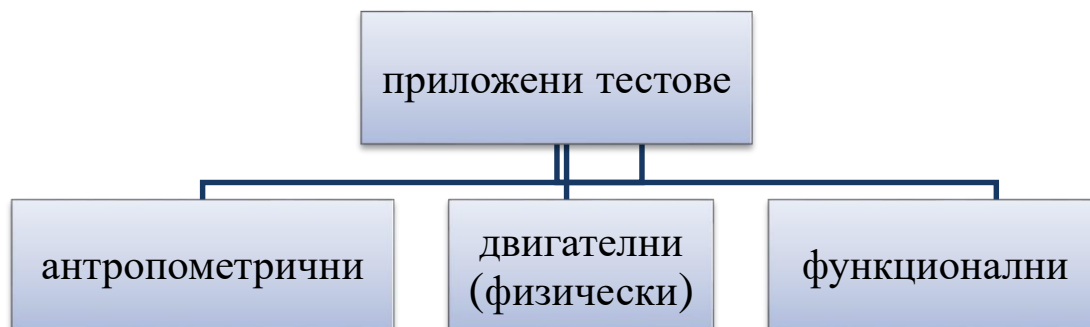 приложени тестове
антропометрични
двигателни
(физически)
функционални